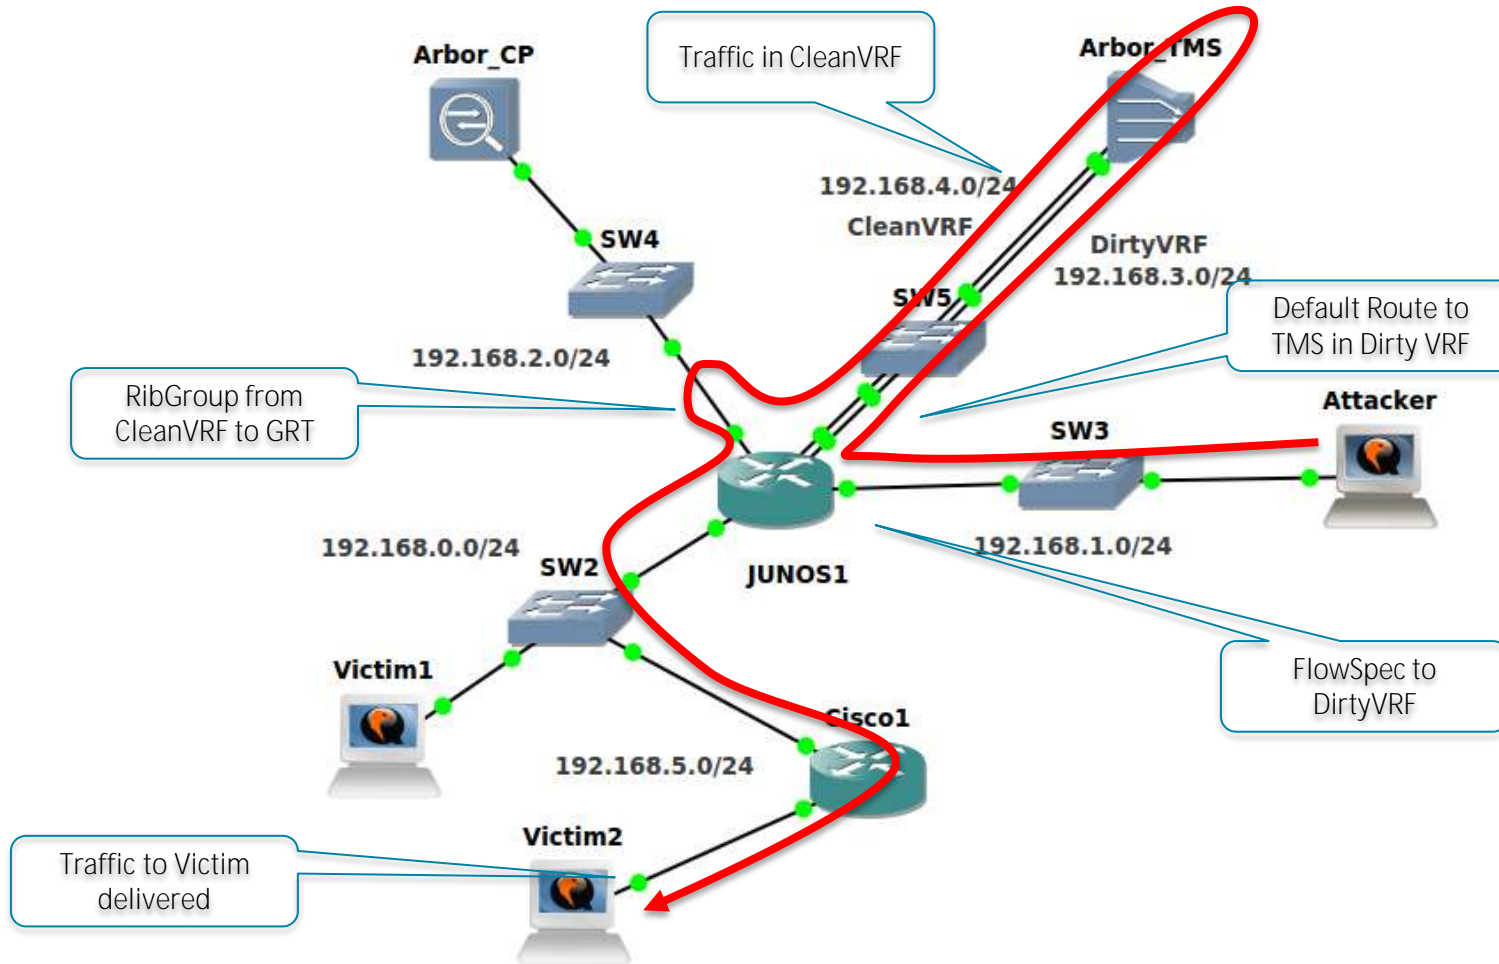 Arbor_CP
Traffic in CleanVRF
Arbor_TMS
192.168.4.0/24
CleanVRF
SW4
DirtyVRF
192.168.3.0/24
SW5
Default Route to
TMS in Dirty VRF
192.168.2.0/24
RibGroup from
CleanVRF to GRT
Attacker
SW3
192.168.0.0/24
192.168.1.0/24
SW2
JUNOS1
Victim1
FlowSpec to
DirtyVRF
Cisco1
192.168.5.0/24
Victim2
Traffic to Victim
delivered